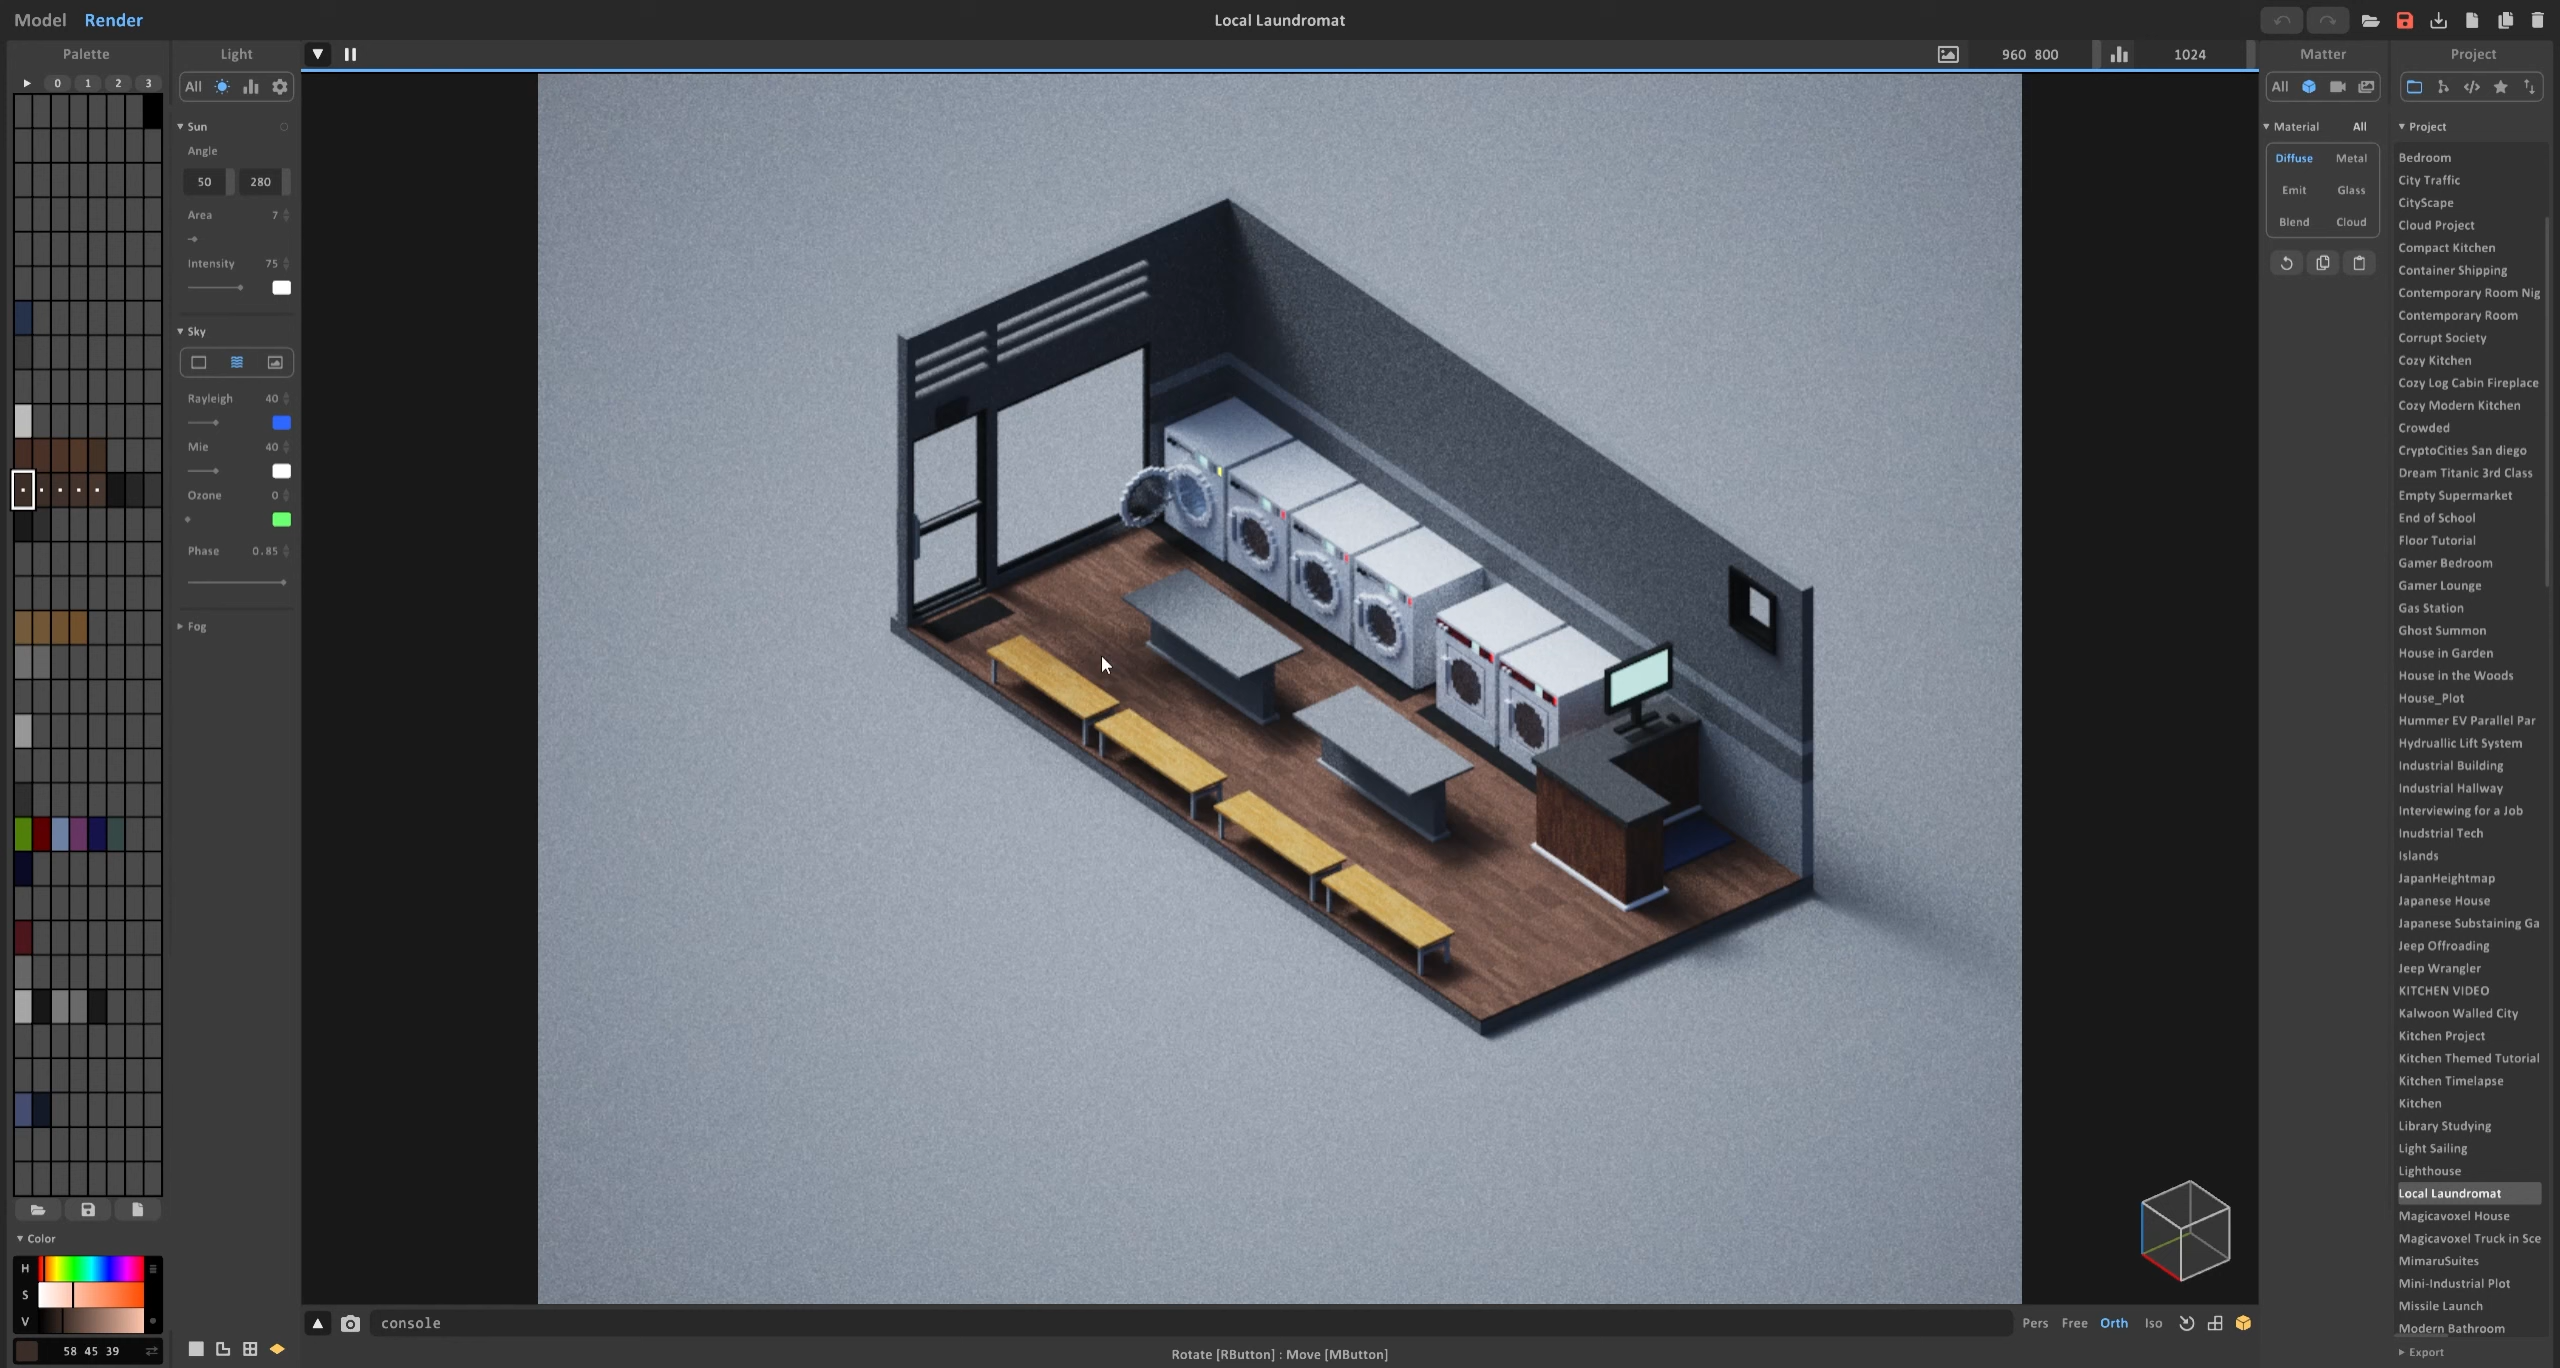 Model Render
Local Laundromat
Palette
Light
960 800
1024
Matter
Project
0 1 2 3
All
Sun
Angle
50 280
Area 7
Intensity 75
Sky
Rayleigh 40
Mie 40
Ozone 0
Phase 0.85
Fog
All
Material All
Diffuse Metal
Emit Glass
Blend Cloud
Project
Bedroom
City Traffic
CityScape
Cloud Project
Compact Kitchen
Container Shipping
Contemporary Room Nig
Contemporary Room
Corrupt Society
Cozy Kitchen
Cozy Log Cabin Fireplace
Cozy Modern Kitchen
Crowded
CryptoCities San diego
Dream Titanic 3rd Class
Empty Supermarket
End of School
Floor Tutorial
Gamer Bedroom
Gamer Lounge
Gas Station
Ghost Summon
House in Garden
House in the Woods
House_Plot
Hummer EV Parallel Par
Hydruallic Lift System
Industrial Building
Industrial Hallway
Interviewing for a Job
Inudstrial Tech
Islands
JapanHeightmap
Japanese House
Japanese Substaining Ga
Jeep Offroading
Jeep Wrangler
KITCHEN VIDEO
Kalwoon Walled City
Kitchen Project
Kitchen Themed Tutorial
Kitchen Timelapse
Kitchen
Library Studying
Light Sailing
Lighthouse
Local Laundromat
Magicavoxel House
Magicavoxel Truck in Sce
MimaruSuites
Mini-Industrial Plot
Missile Launch
Modern Bathroom
Export
Color
H
S
V
58 45 39
console
Pers Free Orth Iso
Rotate [RButton] : Move [MButton]